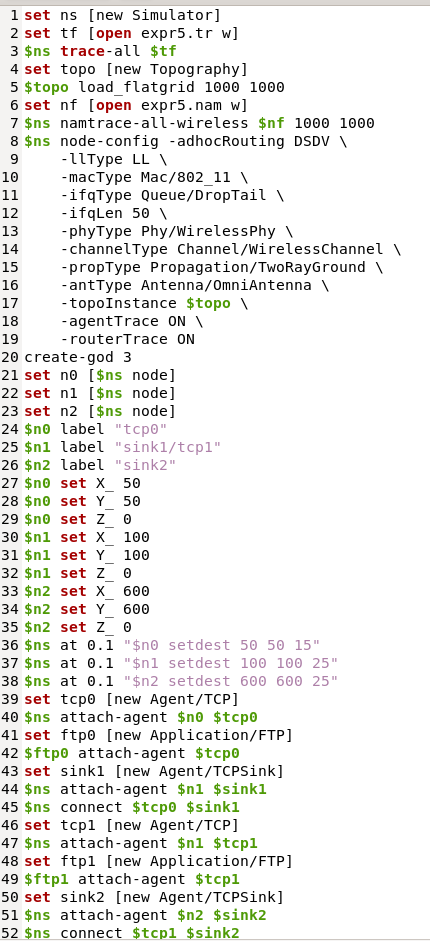 1 set ns [new Simulator]
2 set tf [open expr5.tr w]
3 $ns trace-all $tf
4 set topo [new Topography]
5 $topo load_flatgrid 1000 1000
6 set nf [open expr5.nam w]
7 $ns namtrace-all-wireless $nf 1000 1000
8 $ns node-config -adhocRouting DSDV \
9     -llType LL \
10     -macType Mac/802_11 \
11     -ifqType Queue/DropTail \
12     -ifqLen 50 \
13     -phyType Phy/WirelessPhy \
14     -channelType Channel/WirelessChannel \
15     -propType Propagation/TwoRayGround \
16     -antType Antenna/OmniAntenna \
17     -topoInstance $topo \
18     -agentTrace ON \
19     -routerTrace ON
20 create-god 3
21 set n0 [$ns node]
22 set n1 [$ns node]
23 set n2 [$ns node]
24 $n0 label "tcp0"
25 $n1 label "sink1/tcp1"
26 $n2 label "sink2"
27 $n0 set X_ 50
28 $n0 set Y_ 50
29 $n0 set Z_ 0
30 $n1 set X_ 100
31 $n1 set Y_ 100
32 $n1 set Z_ 0
33 $n2 set X_ 600
34 $n2 set Y_ 600
35 $n2 set Z_ 0
36 $ns at 0.1 "$n0 setdest 50 50 15"
37 $ns at 0.1 "$n1 setdest 100 100 25"
38 $ns at 0.1 "$n2 setdest 600 600 25"
39 set tcp0 [new Agent/TCP]
40 $ns attach-agent $n0 $tcp0
41 set ftp0 [new Application/FTP]
42 $ftp0 attach-agent $tcp0
43 set sink1 [new Agent/TCPSink]
44 $ns attach-agent $n1 $sink1
45 $ns connect $tcp0 $sink1
46 set tcp1 [new Agent/TCP]
47 $ns attach-agent $n1 $tcp1
48 set ftp1 [new Application/FTP]
49 $ftp1 attach-agent $tcp1
50 set sink2 [new Agent/TCPSink]
51 $ns attach-agent $n2 $sink2
52 $ns connect $tcp1 $sink2